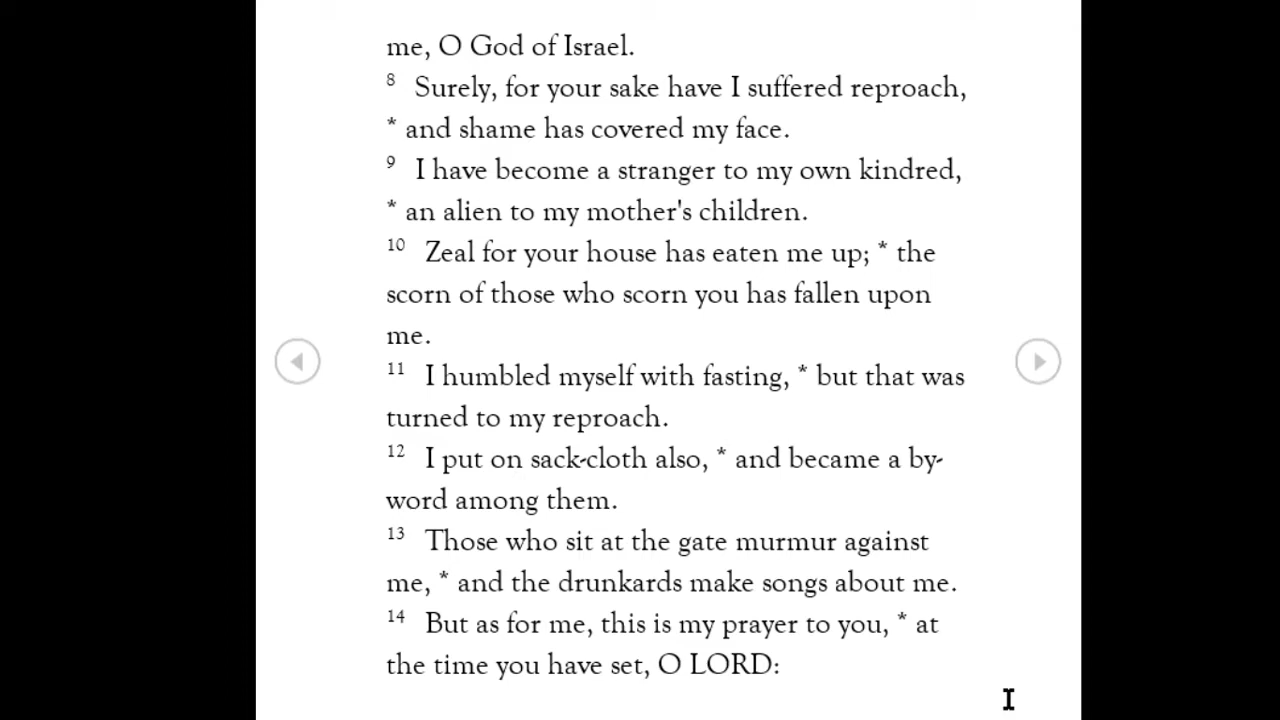 me, O God of Israel.
8 Surely, for your sake have I suffered reproach,
* and shame has covered my face.
9 I have become a stranger to my own kindred,
* an alien to my mother's children.
10 Zeal for your house has eaten me up; * the
scorn of those who scorn you has fallen upon
me.
11 I humbled myself with fasting, * but that was
turned to my reproach.
12 I put on sack-cloth also, * and became a by-
word among them.
13 Those who sit at the gate murmur against
me, * and the drunkards make songs about me.
14 But as for me, this is my prayer to you, * at
the time you have set, O LORD: